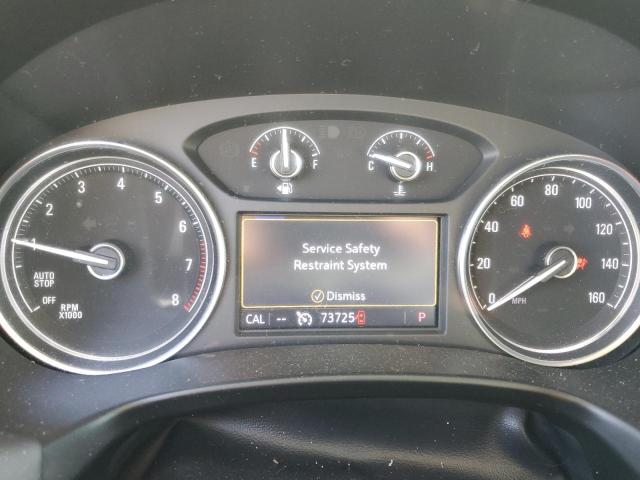 E F
C H
1 2 3 4 5 6 7 8
AUTO
STOP
OFF
RPM
X1000
Service Safety
Restraint System
Dismiss
CAL -- 73725 P
0 20 40 60 80 100 120 140 160
MPH